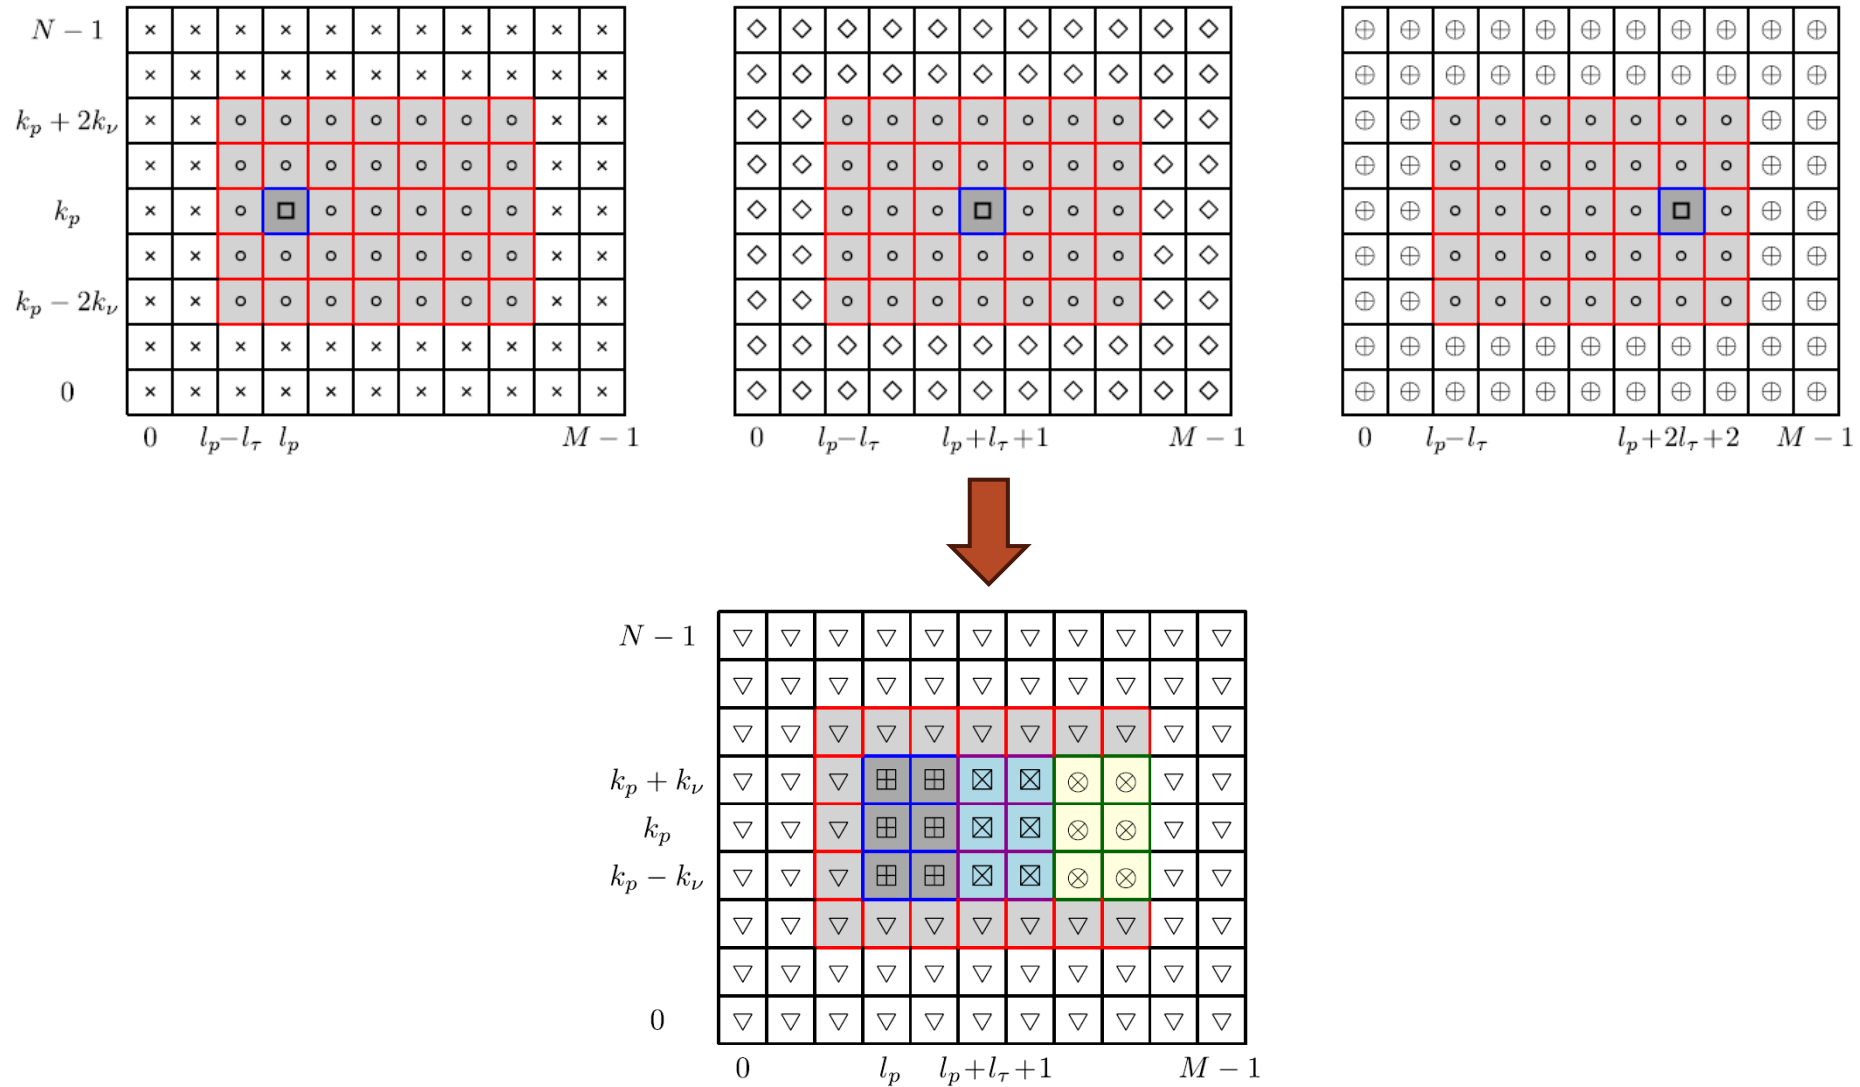 N − 1
k_p + 2k_ν
k_p
k_p − 2k_ν
0
0 l_p−l_τ l_p M − 1
0 l_p−l_τ l_p+l_τ+1 M − 1
0 l_p−l_τ l_p+2l_τ+2 M − 1
N − 1
k_p + k_ν
k_p
k_p − k_ν
0
0 l_p l_p+l_τ+1 M − 1